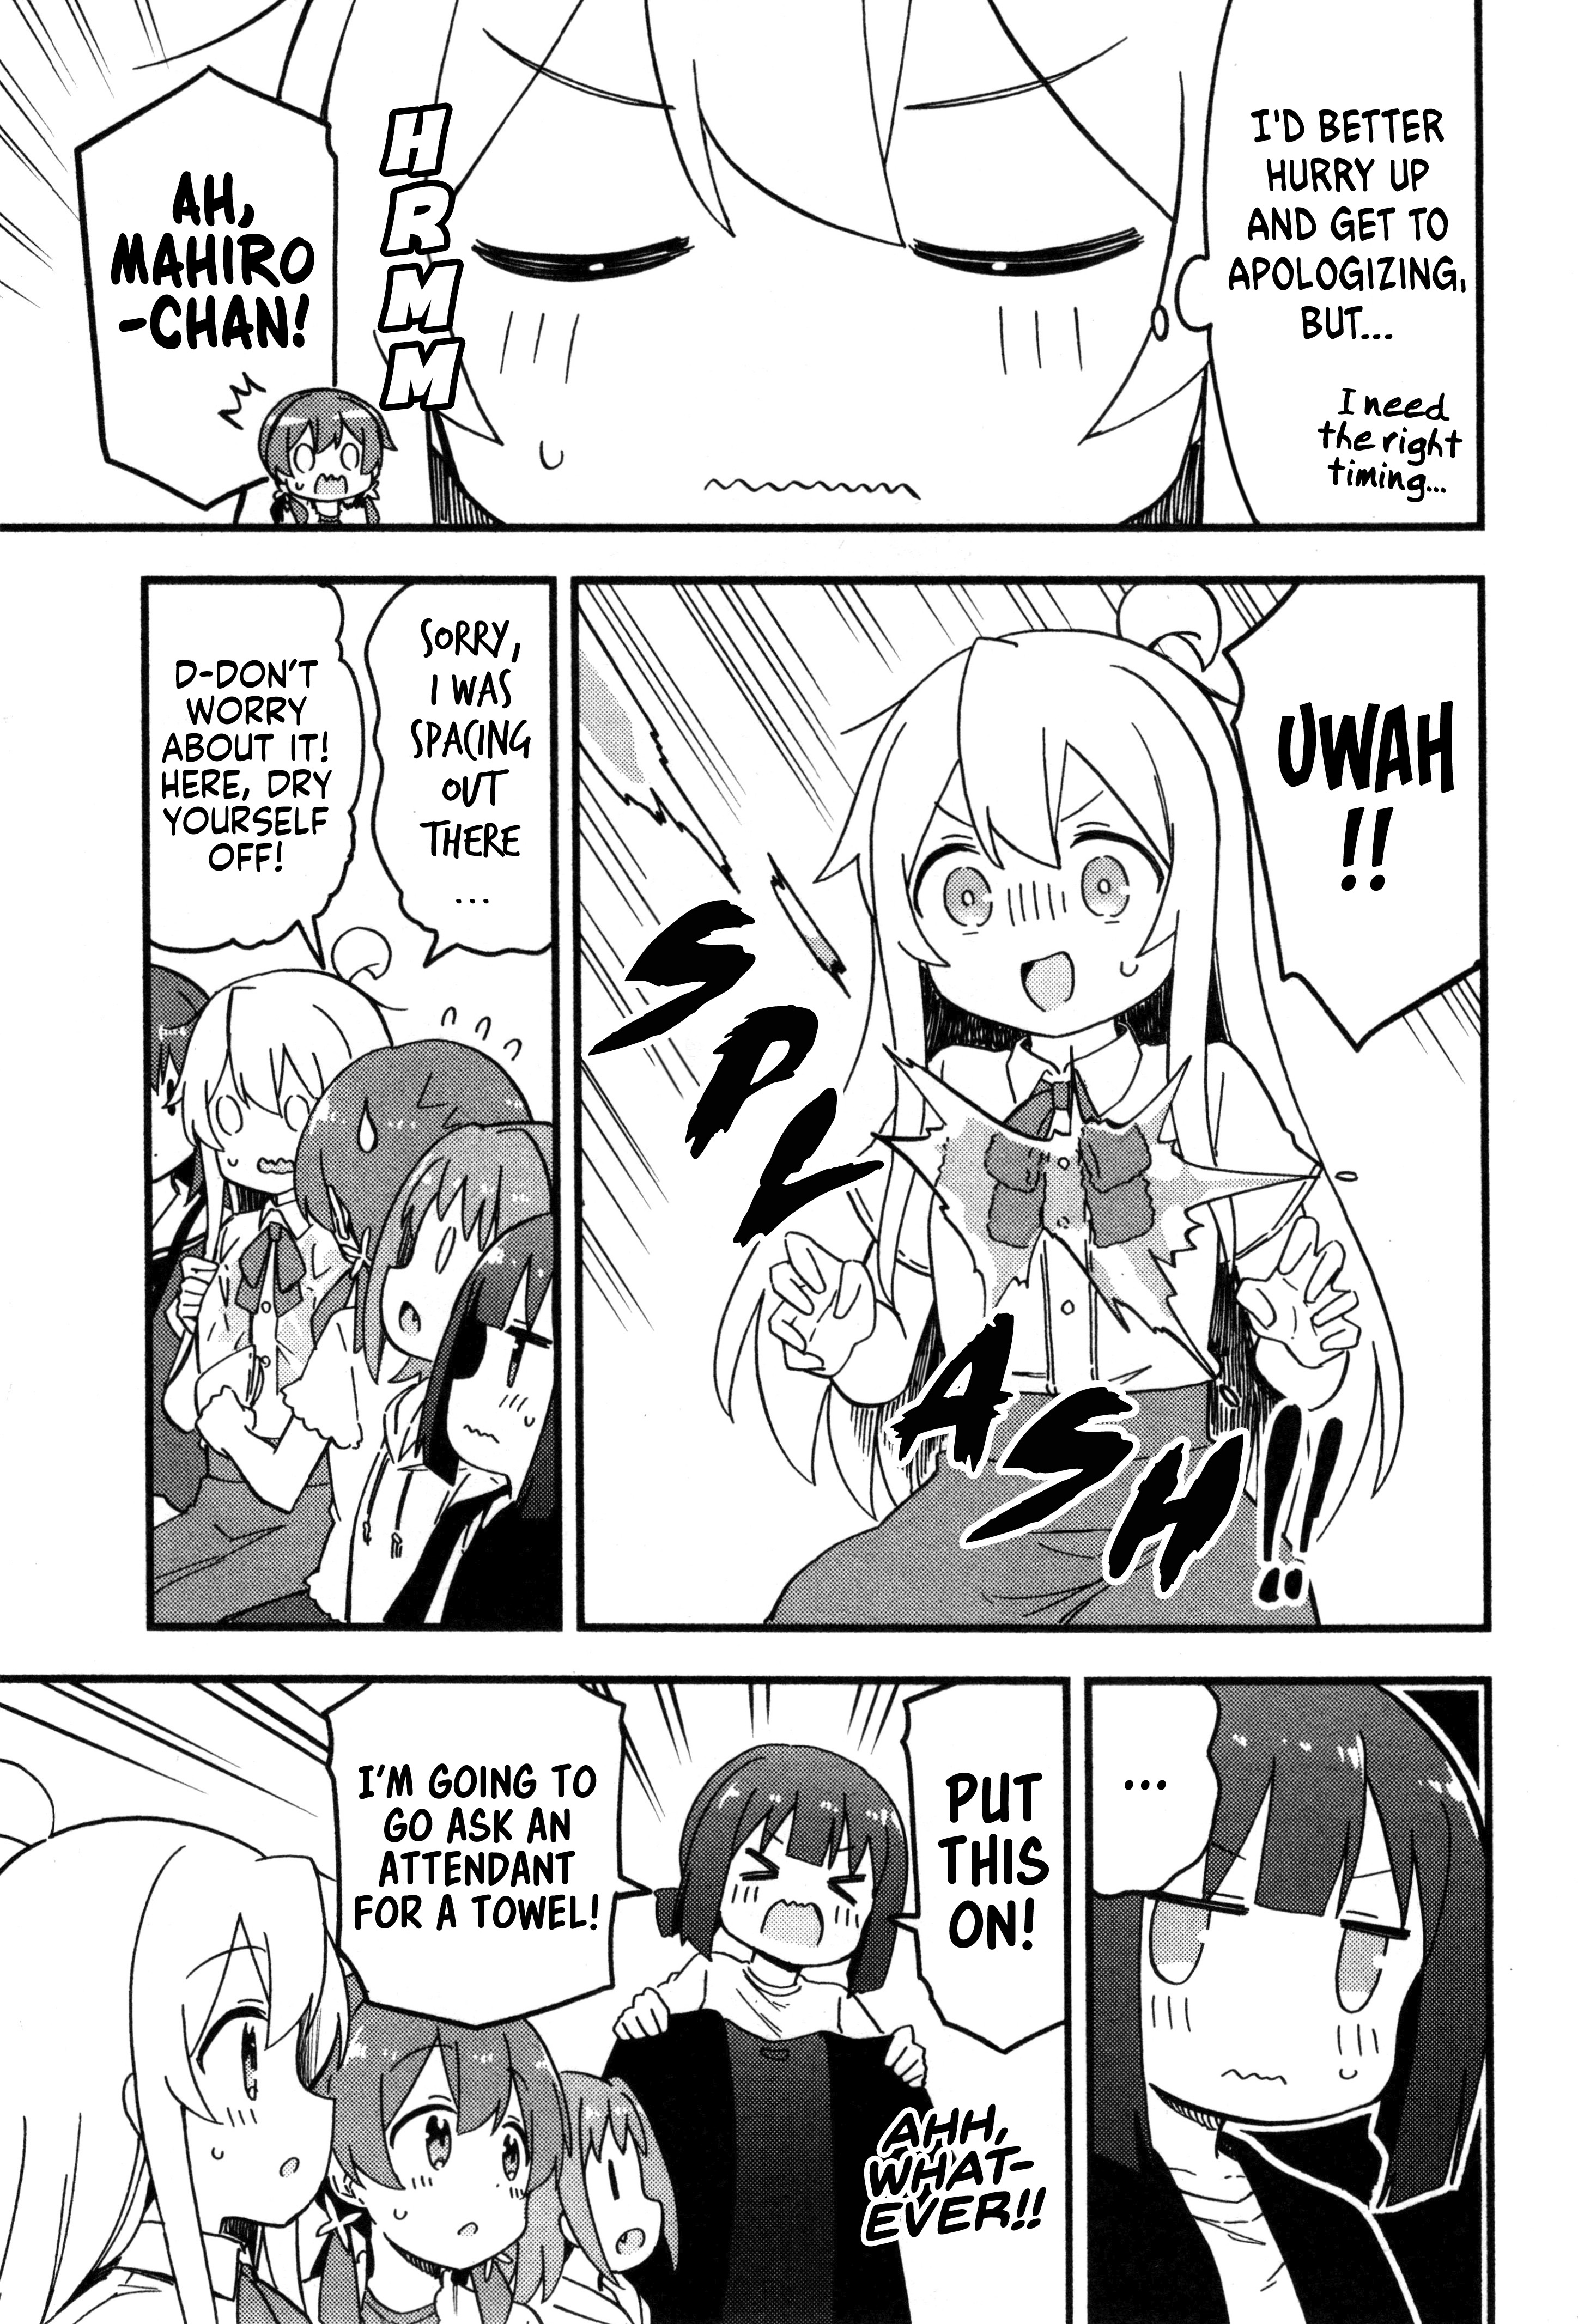 I'D BETTER
HURRY UP
AND GET TO
APOLOGIZING,
BUT...
I need
the right
timing...
HRMM
AH,
MAHIRO
-CHAN!
UWAH
!!
SPLASH!!
SORRY,
I WAS
SPACING
OUT
THERE
...
D-DON'T
WORRY
ABOUT IT!
HERE, DRY
YOURSELF
OFF!
...
PUT
THIS
ON!
AHH,
WHAT-
EVER!!
I'M GOING TO
GO ASK AN
ATTENDANT
FOR A TOWEL!